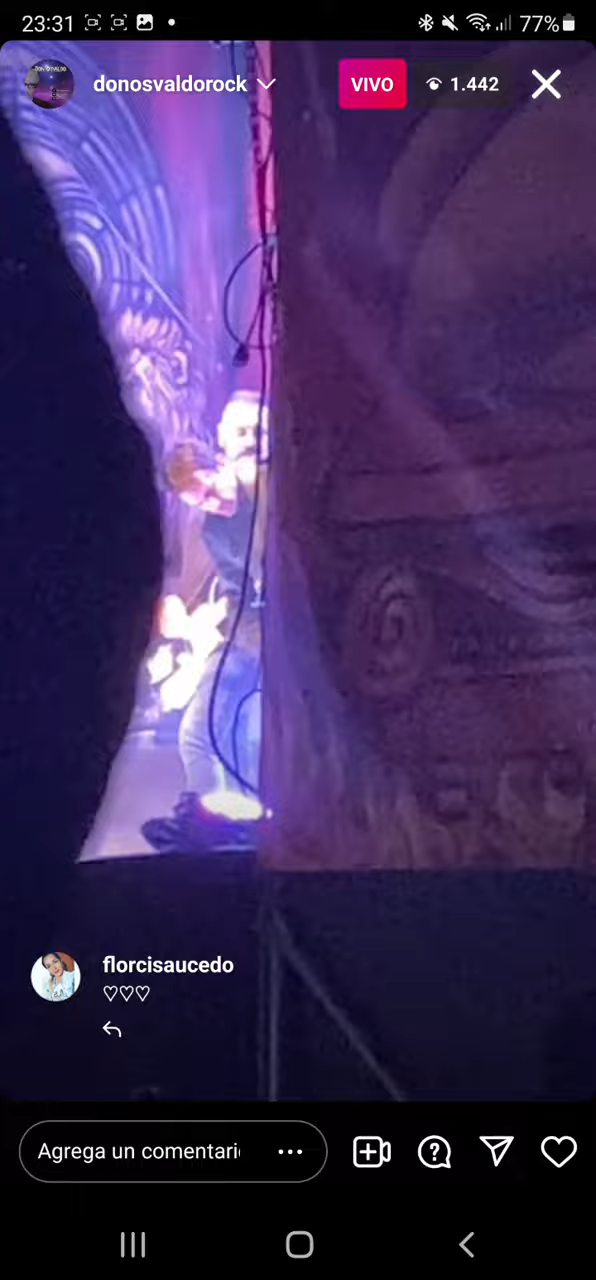 23:31 77%
donosvaldorock VIVO 1.442
florcisaucedo
♡♡♡
Agrega un comentari